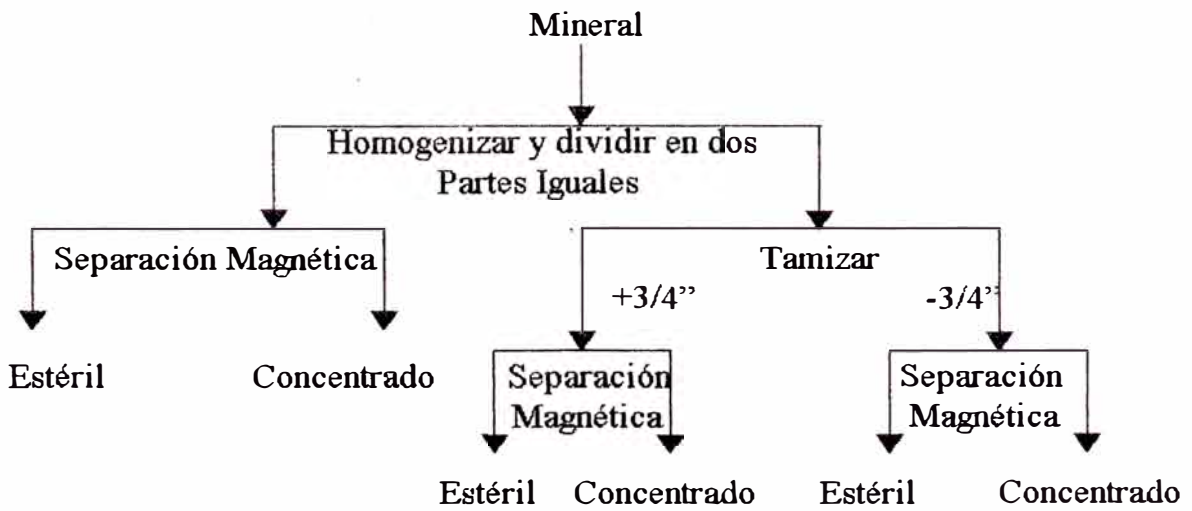 Mineral
Homogenizar y dividir en dos
Partes Iguales
Separación Magnética
Tamizar
+3/4”
-3/4”
Estéril
Concentrado
Separación
Magnética
Separación
Magnética
Estéril
Concentrado
Estéril
Concentrado